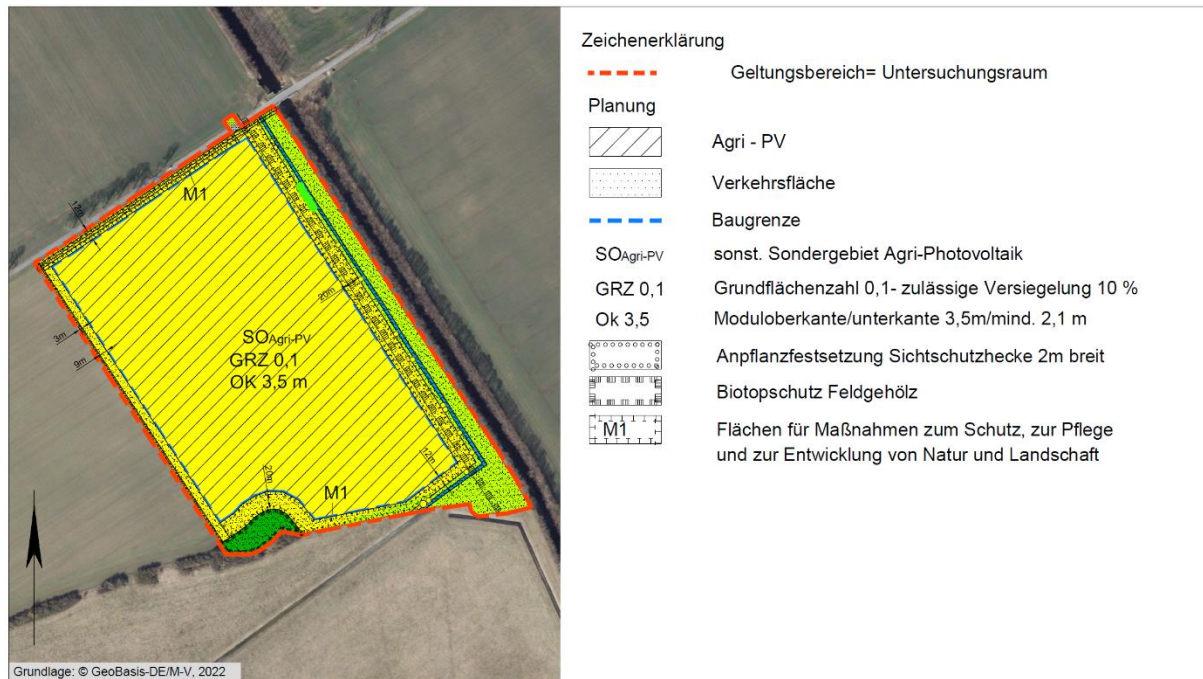 12m
M1
3m
9m
20m
SOAgri-PV
GRZ 0,1
OK 3,5 m
20m
M1
12m
Grundlage: © GeoBasis-DE/M-V, 2022
Zeichenerklärung
Geltungsbereich= Untersuchungsraum
Planung
Agri - PV
Verkehrsfläche
Baugrenze
SOAgri-PV sonst. Sondergebiet Agri-Photovoltaik
GRZ 0,1 Grundflächenzahl 0,1- zulässige Versiegelung 10 %
Ok 3,5 Moduloberkante/unterkante 3,5m/mind. 2,1 m
Anpflanzfestsetzung Sichtschutzhecke 2m breit
Biotopschutz Feldgehölz
M1 Flächen für Maßnahmen zum Schutz, zur Pflege
und zur Entwicklung von Natur und Landschaft